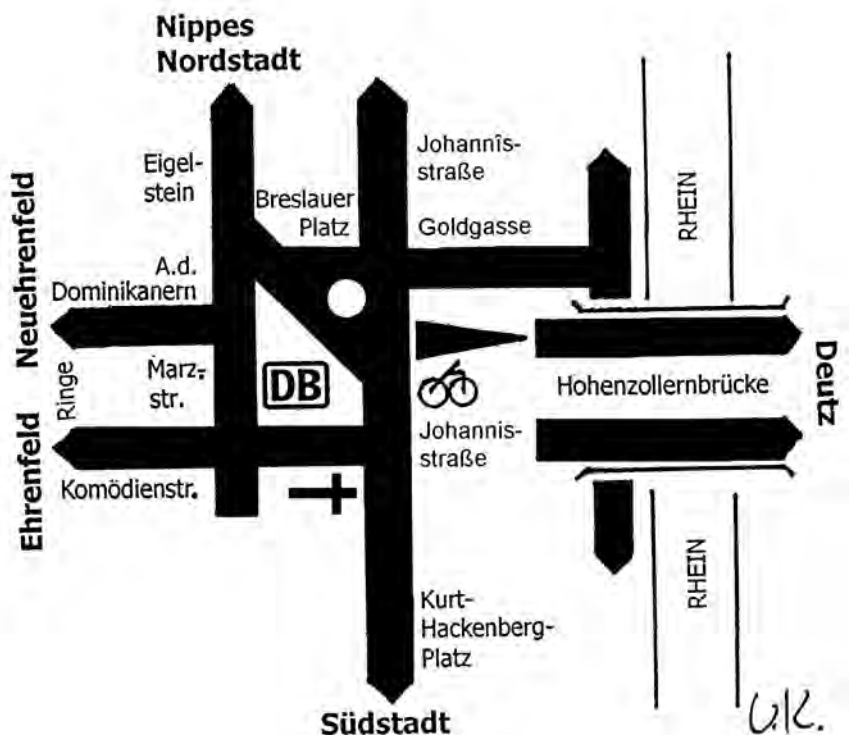 Nippes
Nordstadt
Eigel-
stein
Johannis-
straße
Breslauer
Platz
Goldgasse
RHEIN
Neuehrenfeld
A.d.
Dominikanern
Ringe
Marz-
str.
DB
Hohenzollernbrücke
Deutz
Ehrenfeld
Komödienstr.
Johannis-
straße
RHEIN
Kurt-
Hackenberg-
Platz
Südstadt
U.K.